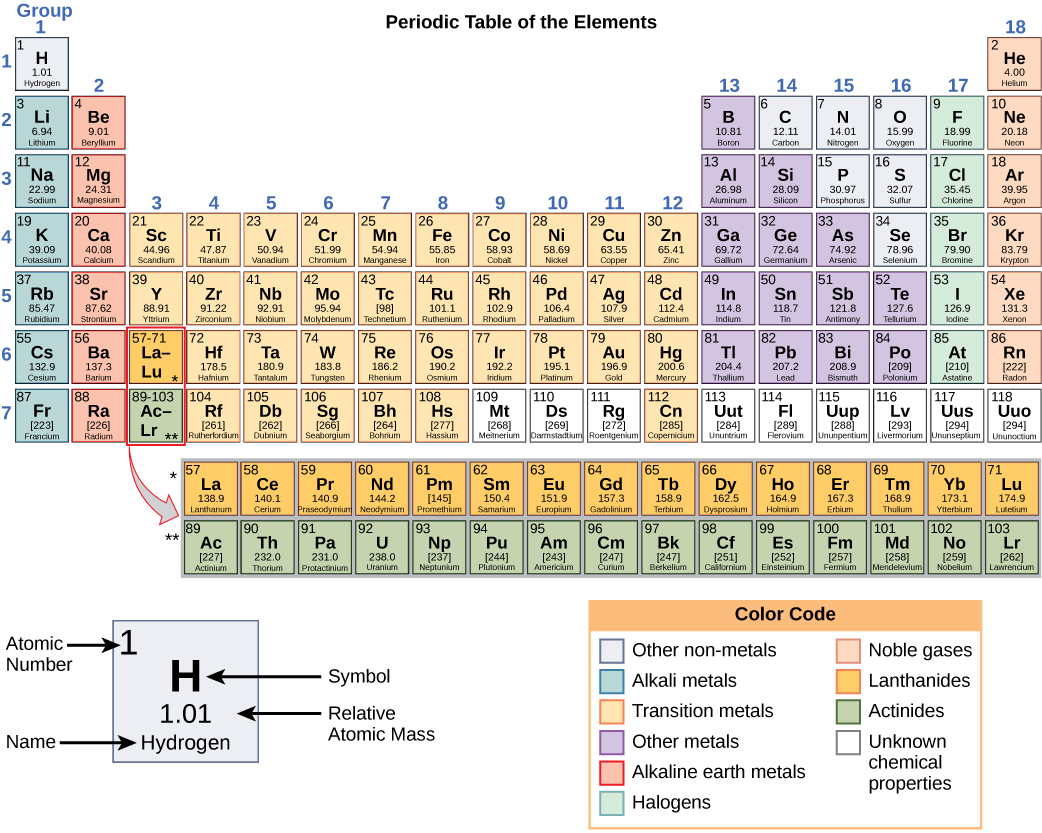 Periodic Table of the Elements
Group
1 18
1 2
1 H He
1.01 4.00
Hydrogen Helium
2 13 14 15 16 17
3 4 5 6 7 8 9 10
2 Li Be B C N O F Ne
6.94 9.01 10.81 12.11 14.01 15.99 18.99 20.18
Lithium Beryllium Boron Carbon Nitrogen Oxygen Fluorine Neon
11 12 13 14 15 16 17 18
3 Na Mg Al Si P S Cl Ar
22.99 24.31 26.98 28.09 30.97 32.07 35.45 39.95
Sodium Magnesium Aluminum Silicon Phosphorus Sulfur Chlorine Argon
3 4 5 6 7 8 9 10 11 12
19 20 21 22 23 24 25 26 27 28 29 30 31 32 33 34 35 36
4 K Ca Sc Ti V Cr Mn Fe Co Ni Cu Zn Ga Ge As Se Br Kr
39.09 40.08 44.96 47.87 50.94 51.99 54.94 55.85 58.93 58.69 63.55 65.41 69.72 72.64 74.92 78.96 79.90 83.79
Potassium Calcium Scandium Titanium Vanadium Chromium Manganese Iron Cobalt Nickel Copper Zinc Gallium Germanium Arsenic Selenium Bromine Krypton
37 38 39 40 41 42 43 44 45 46 47 48 49 50 51 52 53 54
5 Rb Sr Y Zr Nb Mo Tc Ru Rh Pd Ag Cd In Sn Sb Te I Xe
85.47 87.62 88.91 91.22 92.91 95.94 [98] 101.1 102.9 106.4 107.9 112.4 114.8 118.7 121.8 127.6 126.9 131.3
Rubidium Strontium Yttrium Zirconium Niobium Molybdenum Technetium Ruthenium Rhodium Palladium Silver Cadmium Indium Tin Antimony Tellurium Iodine Xenon
55 56 57-71 72 73 74 75 76 77 78 79 80 81 82 83 84 85 86
6 Cs Ba La– Hf Ta W Re Os Ir Pt Au Hg Tl Pb Bi Po At Rn
132.9 137.3 Lu * 178.5 180.9 183.8 186.2 190.2 192.2 195.1 196.9 200.6 204.4 207.2 208.9 [209] [210] [222]
Cesium Barium Hafnium Tantalum Tungsten Rhenium Osmium Iridium Platinum Gold Mercury Thallium Lead Bismuth Polonium Astatine Radon
87 88 89-103 104 105 106 107 108 109 110 111 112 113 114 115 116 117 118
7 Fr Ra Ac– Rf Db Sg Bh Hs Mt Ds Rg Cn Uut Fl Uup Lv Uus Uuo
[223] [226] Lr ** [261] [262] [266] [264] [277] [268] [269] [272] [285] [284] [289] [288] [293] [294] [294]
Francium Radium Rutherfordium Dubnium Seaborgium Bohrium Hassium Meitnerium Darmstadtium Roentgenium Copernicium Ununtrium Flerovium Ununpentium Livermorium Ununseptium Ununoctium
57 58 59 60 61 62 63 64 65 66 67 68 69 70 71
* La Ce Pr Nd Pm Sm Eu Gd Tb Dy Ho Er Tm Yb Lu
138.9 140.1 140.9 144.2 [145] 150.4 151.9 157.3 158.9 162.5 164.9 167.3 168.9 173.1 174.9
Lanthanum Cerium Praseodymium Neodymium Promethium Samarium Europium Gadolinium Terbium Dysprosium Holmium Erbium Thulium Ytterbium Lutetium
89 90 91 92 93 94 95 96 97 98 99 100 101 102 103
** Ac Th Pa U Np Pu Am Cm Bk Cf Es Fm Md No Lr
[227] 232.0 231.0 238.0 [237] [244] [243] [247] [247] [251] [252] [257] [258] [259] [262]
Actinium Thorium Protactinium Uranium Neptunium Plutonium Americium Curium Berkelium Californium Einsteinium Fermium Mendelevium Nobelium Lawrencium
Atomic
Number
1
H
Symbol
1.01
Relative
Atomic Mass
Name
Hydrogen
Color Code
Other non-metals
Alkali metals
Transition metals
Other metals
Alkaline earth metals
Halogens
Noble gases
Lanthanides
Actinides
Unknown
chemical
properties